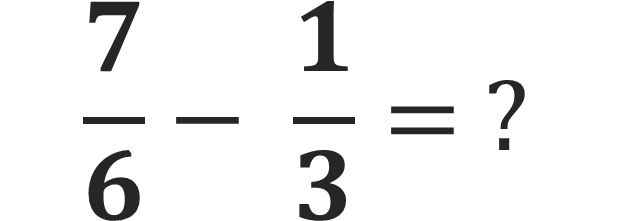 7/6 − 1/3 = ?